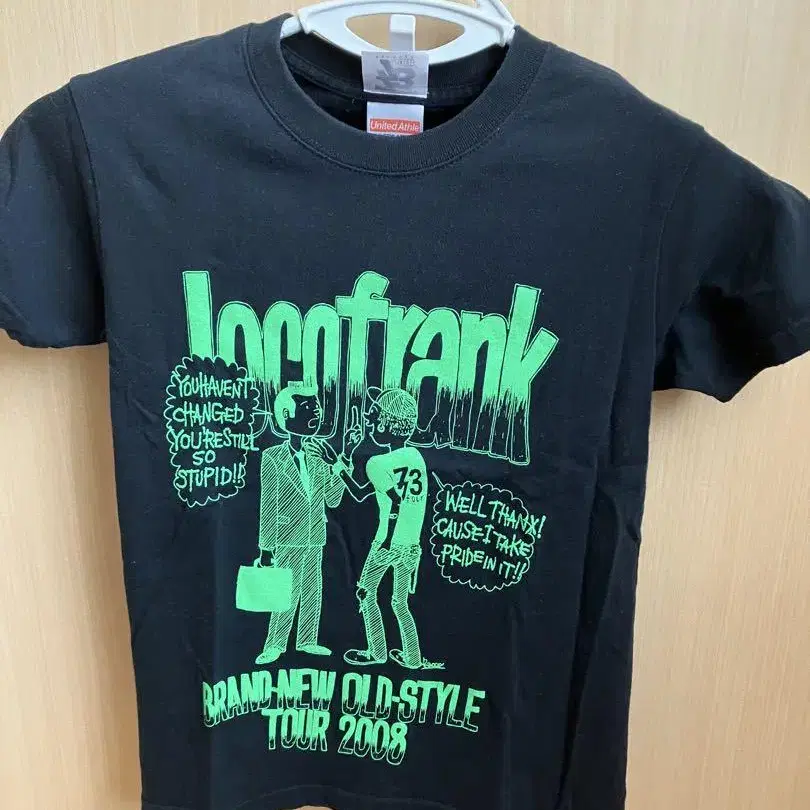 United Athle
locofrank
YOU HAVEN'T
CHANGED
YOU'RE STILL
SO
STUPID!!
73
WELL THANX!
CAUSE I TAKE
PRIDE IN IT!!
BRAND-NEW OLD-STYLE
TOUR 2008